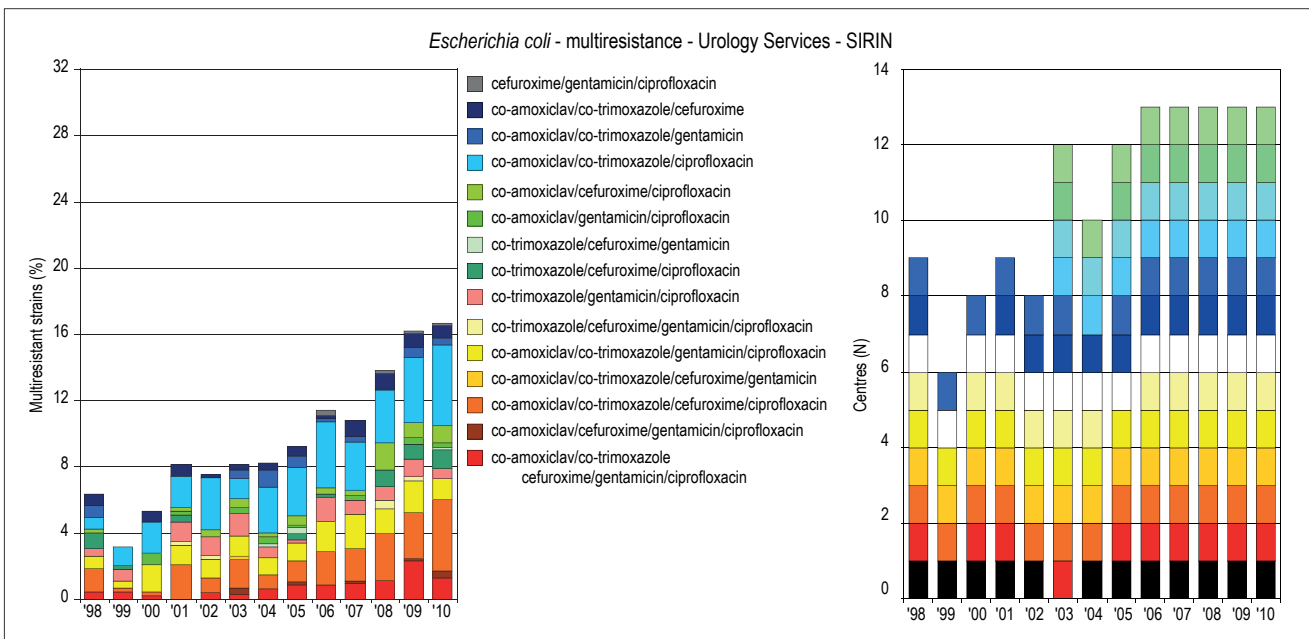 Escherichia coli - multiresistance - Urology Services - SIRIN
Multiresistant strains (%)
32
28
24
20
16
12
8
4
0
'98 '99 '00 '01 '02 '03 '04 '05 '06 '07 '08 '09 '10
cefuroxime/gentamicin/ciprofloxacin
co-amoxiclav/co-trimoxazole/cefuroxime
co-amoxiclav/co-trimoxazole/gentamicin
co-amoxiclav/co-trimoxazole/ciprofloxacin
co-amoxiclav/cefuroxime/ciprofloxacin
co-amoxiclav/gentamicin/ciprofloxacin
co-trimoxazole/cefuroxime/gentamicin
co-trimoxazole/cefuroxime/ciprofloxacin
co-trimoxazole/gentamicin/ciprofloxacin
co-trimoxazole/cefuroxime/gentamicin/ciprofloxacin
co-amoxiclav/co-trimoxazole/gentamicin/ciprofloxacin
co-amoxiclav/co-trimoxazole/cefuroxime/gentamicin
co-amoxiclav/co-trimoxazole/cefuroxime/ciprofloxacin
co-amoxiclav/cefuroxime/gentamicin/ciprofloxacin
co-amoxiclav/co-trimoxazole
cefuroxime/gentamicin/ciprofloxacin
Centres (N)
14
12
10
8
6
4
2
0
'98 '99 '00 '01 '02 '03 '04 '05 '06 '07 '08 '09 '10